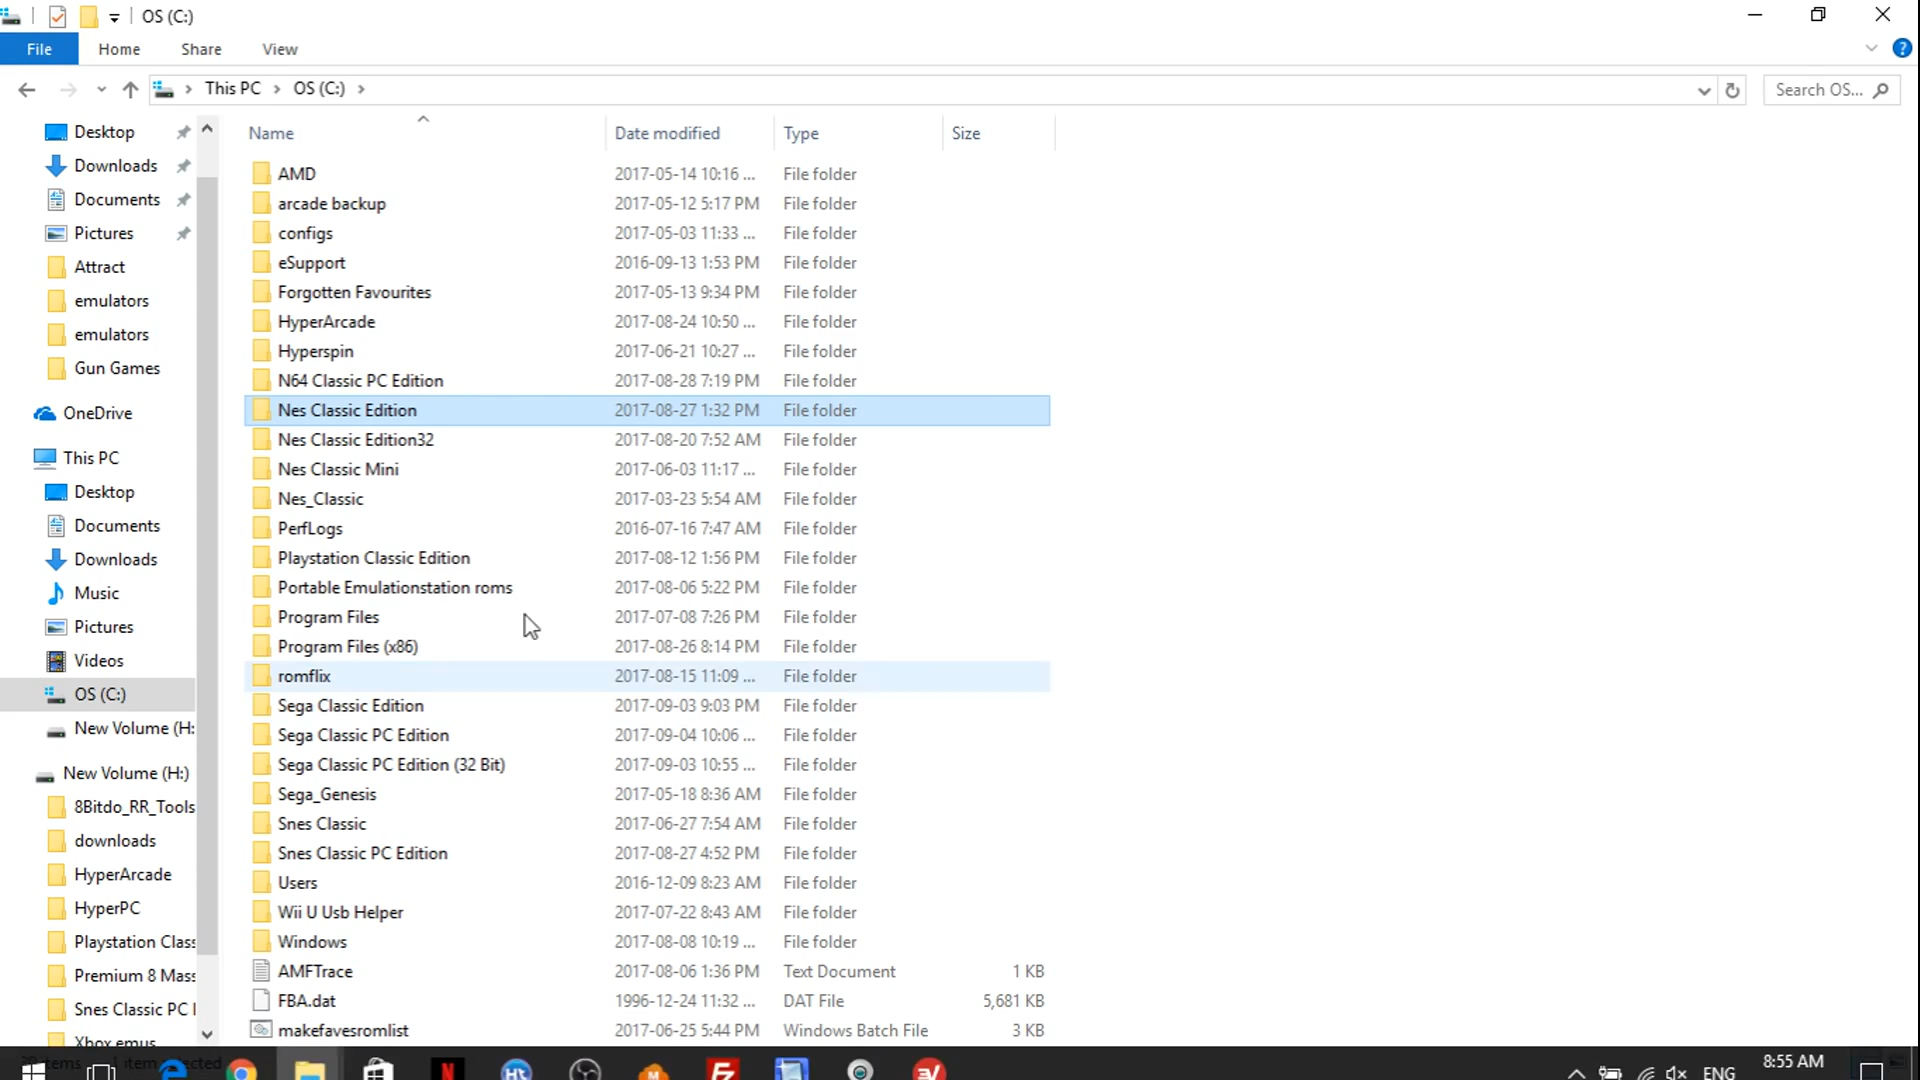 OS (C:)
File Home Share View
This PC OS (C:)
Search OS...
Name Date modified Type Size
Desktop
Downloads
Documents
Pictures
Attract
emulators
emulators
Gun Games
OneDrive
This PC
Desktop
Documents
Downloads
Music
Pictures
Videos
OS (C:)
New Volume (H:
New Volume (H:)
8Bitdo_RR_Tools
downloads
HyperArcade
HyperPC
Playstation Class
Premium 8 Mass
Snes Classic PC
Xbox emus
AMD 2017-05-14 10:16 ... File folder
arcade backup 2017-05-12 5:17 PM File folder
configs 2017-05-03 11:33 ... File folder
eSupport 2016-09-13 1:53 PM File folder
Forgotten Favourites 2017-05-13 9:34 PM File folder
HyperArcade 2017-08-24 10:50 ... File folder
Hyperspin 2017-06-21 10:27 ... File folder
N64 Classic PC Edition 2017-08-28 7:19 PM File folder
Nes Classic Edition 2017-08-27 1:32 PM File folder
Nes Classic Edition32 2017-08-20 7:52 AM File folder
Nes Classic Mini 2017-06-03 11:17 ... File folder
Nes_Classic 2017-03-23 5:54 AM File folder
PerfLogs 2016-07-16 7:47 AM File folder
Playstation Classic Edition 2017-08-12 1:56 PM File folder
Portable Emulationstation roms 2017-08-06 5:22 PM File folder
Program Files 2017-07-08 7:26 PM File folder
Program Files (x86) 2017-08-26 8:14 PM File folder
romflix 2017-08-15 11:09 ... File folder
Sega Classic Edition 2017-09-03 9:03 PM File folder
Sega Classic PC Edition 2017-09-04 10:06 ... File folder
Sega Classic PC Edition (32 Bit) 2017-09-03 10:55 ... File folder
Sega_Genesis 2017-05-18 8:36 AM File folder
Snes Classic 2017-06-27 7:54 AM File folder
Snes Classic PC Edition 2017-08-27 4:52 PM File folder
Users 2016-12-09 8:23 AM File folder
Wii U Usb Helper 2017-07-22 8:43 AM File folder
Windows 2017-08-08 10:19 ... File folder
AMFTrace 2017-08-06 1:36 PM Text Document 1 KB
FBA.dat 1996-12-24 11:32 ... DAT File 5,681 KB
makefavesromlist 2017-06-25 5:44 PM Windows Batch File 3 KB
ENG
8:55 AM